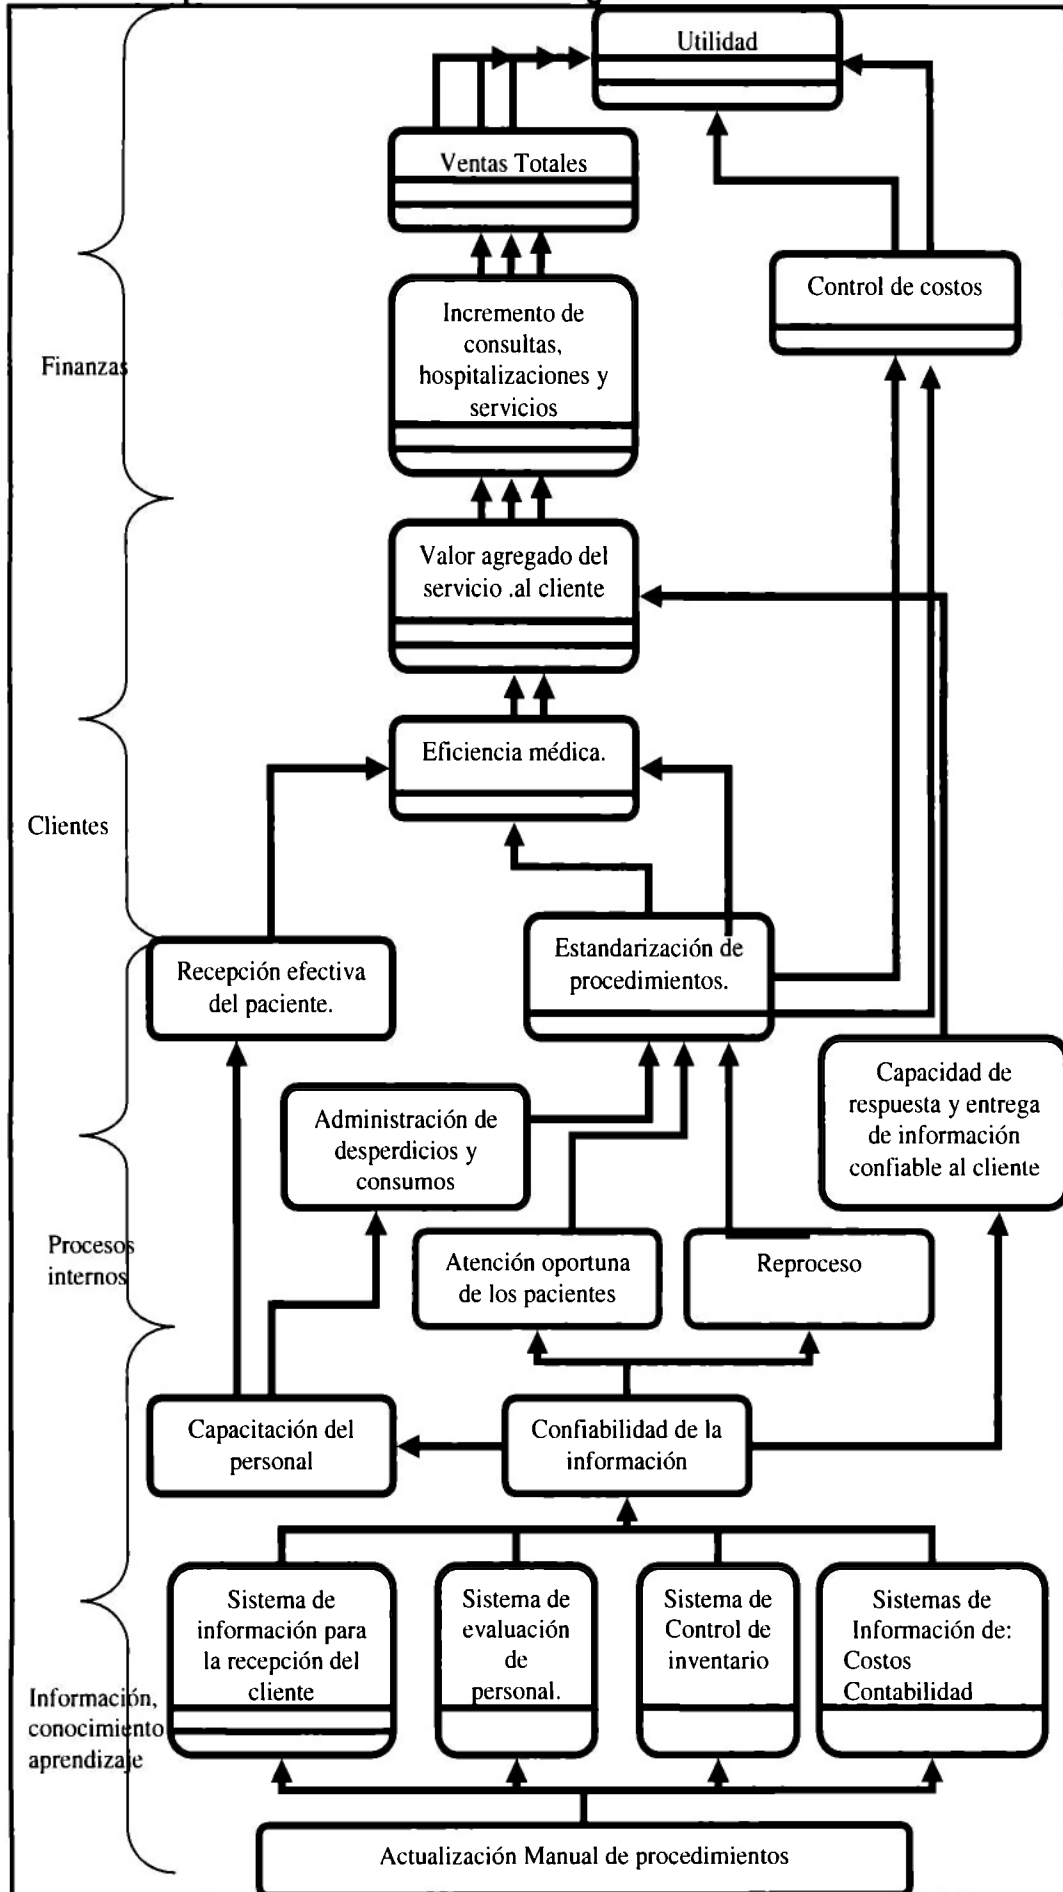 Utilidad
Ventas Totales
Control de costos
Incremento de
consultas,
hospitalizaciones y
servicios
Finanzas
Valor agregado del
servicio .al cliente
Eficiencia médica.
Clientes
Recepción efectiva
del paciente.
Estandarización de
procedimientos.
Capacidad de
respuesta y entrega
de información
confiable al cliente
Administración de
desperdicios y
consumos
Procesos
internos
Atención oportuna
de los pacientes
Reproceso
Capacitación del
personal
Confiabilidad de la
información
Sistema de
información para
la recepción del
cliente
Sistema de
evaluación
de
personal.
Sistema de
Control de
inventario
Sistemas de
Información de:
Costos
Contabilidad
Información,
conocimiento
aprendizaje
Actualización Manual de procedimientos